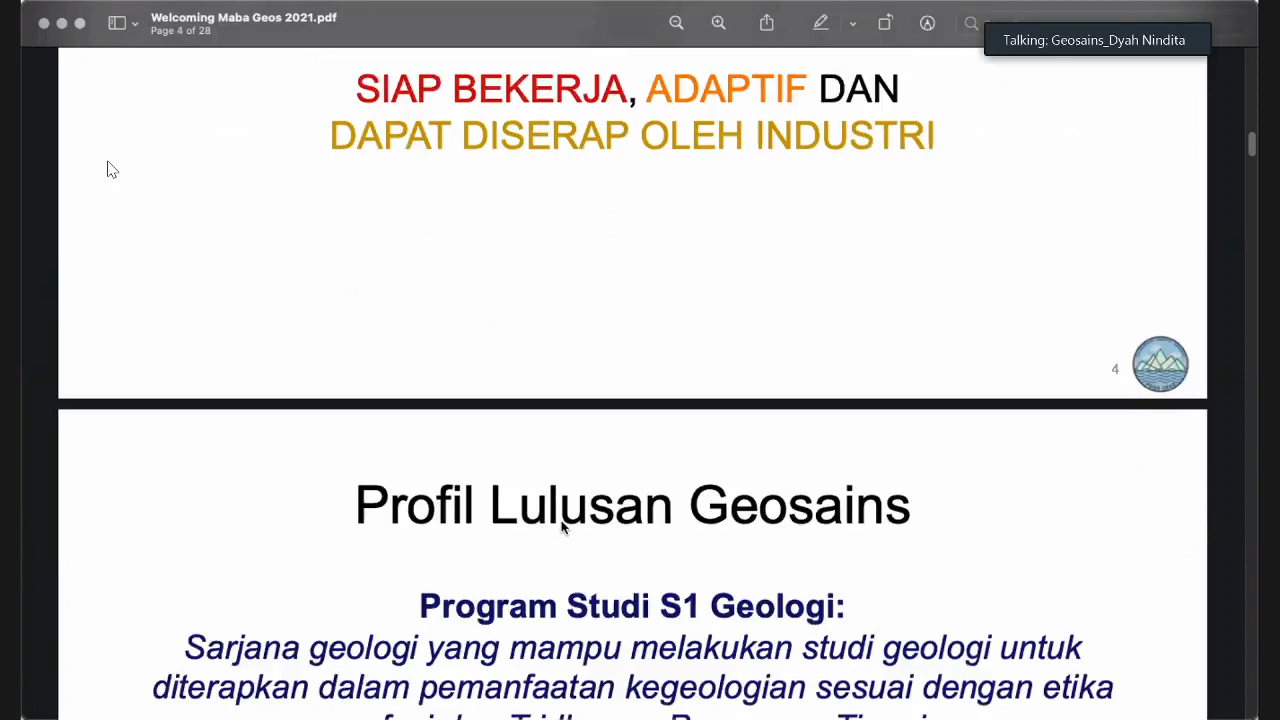 Welcoming Maba Geos 2021.pdf
Page 4 of 28
Talking: Geosains_Dyah Nindita
SIAP BEKERJA, ADAPTIF DAN
DAPAT DISERAP OLEH INDUSTRI
4
Profil Lulusan Geosains
Program Studi S1 Geologi:
Sarjana geologi yang mampu melakukan studi geologi untuk
diterapkan dalam pemanfaatan kegeologian sesuai dengan etika